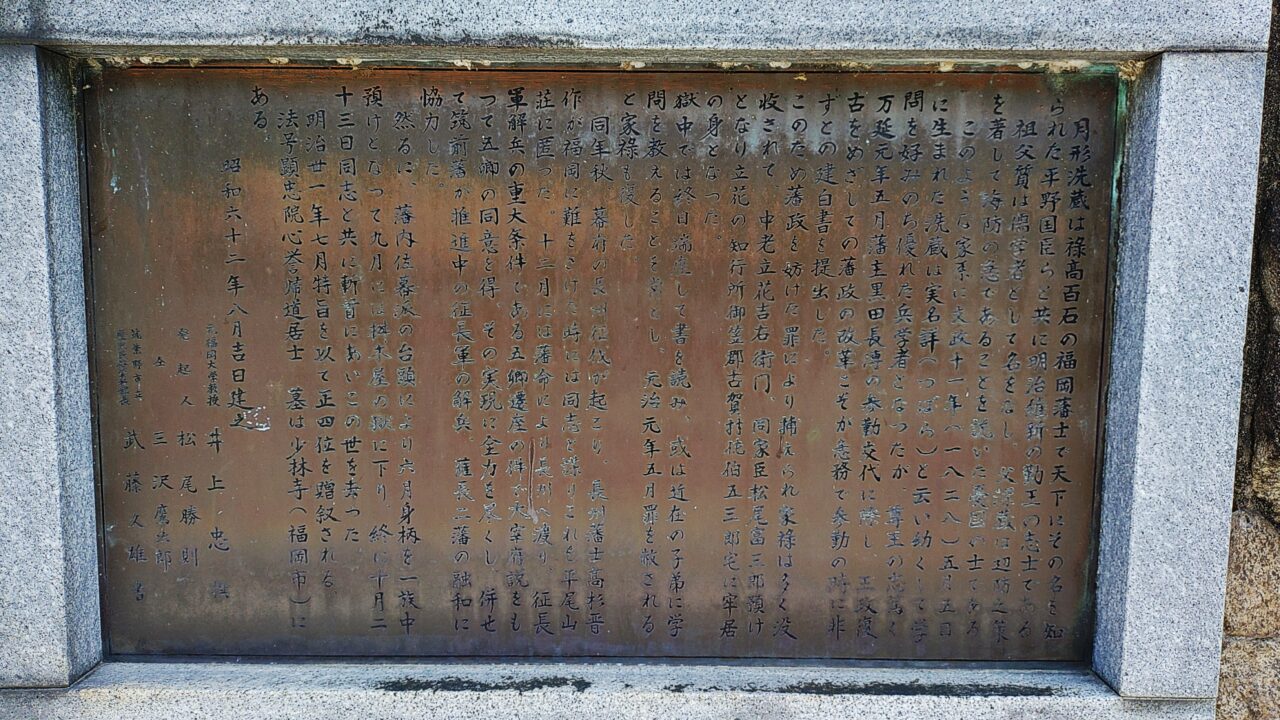 月形洗蔵は禄高百石の福岡藩士で天下にその名を知
られた平野国臣らと共に明治維新の勤王の志士である
祖父質は儒学者として名をなし、父深蔵は辺防之策
を著して海防の急であることを説いた憂国の士である
このような家系に文政十一年（一八二八）五月五日
に生まれた洗蔵は実名詳（つばら）と云い幼くして学
問を好みのち優れた兵学者となったが、尊王の志篤く
万延元年五月藩主黒田長溥の参勤交代に際し、王政復
古をめざしての藩政の改革こそが急務で参勤の時に非
ずとの建白書を提出した。
このため藩政を妨げた罪により捕えられ家禄は多く没
收されて、中老立花吉右衛門、同家臣松尾富三郎預け
となり立花の知行所御笠郡古賀村佐伯五三郎宅に牢居
の身となった。
獄中では終日端座して書を読み、或は近在の子弟に学
問を教えることを常とし、元治元年五月罪を赦される
と家禄も復した。
同年秋、幕府の長州征伐が起こり、長州藩士高杉晋
作が福岡に難をさけた時には同志と謀りこれを平尾山
荘に匿った。十二月には藩命により長州へ渡り、征長
軍解兵の重大条件である五卿遷座の件で太宰府説をも
って五卿の同意を得、その実現に全力を尽くし、併せ
て筑前藩が推進中の征長軍の解兵、薩長二藩の融和に
協力した。
然るに、藩内佐幕派の台頭により六月身柄を一族中
預けとなって九月には桝木屋の獄に下り、終に十月二
十三日同志と共に斬首にあいこの世を去った
明治丗一年七月特旨を以て正四位を贈叙される
法号顕忠院心誉清道居士 墓は少林寺（福岡市）に
ある
昭和六十二年八月吉日建之
元福岡大学教授 井上忠 撰
発起人 松尾勝則
仝 三沢鷹志郎
筑紫野市立 武藤文雄 書